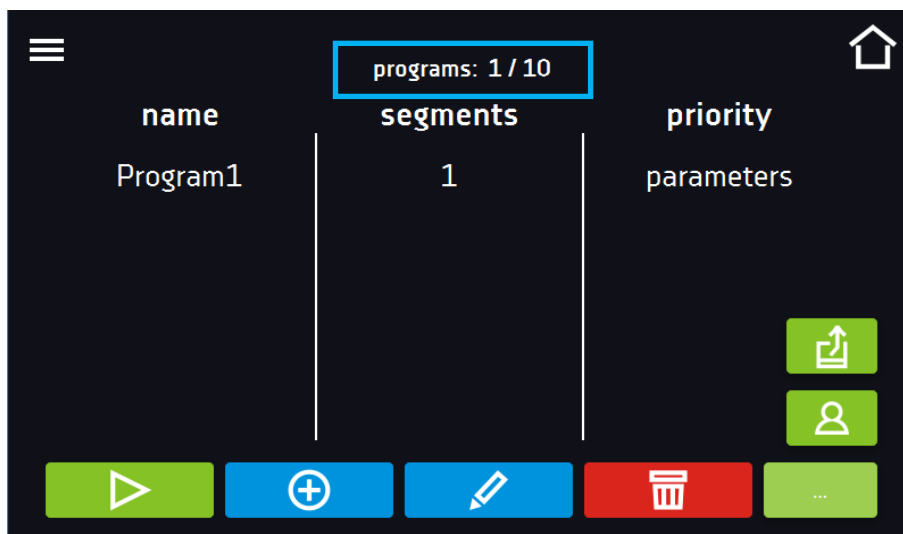 programs: 1 / 10
name segments priority
Program1 1 parameters
...